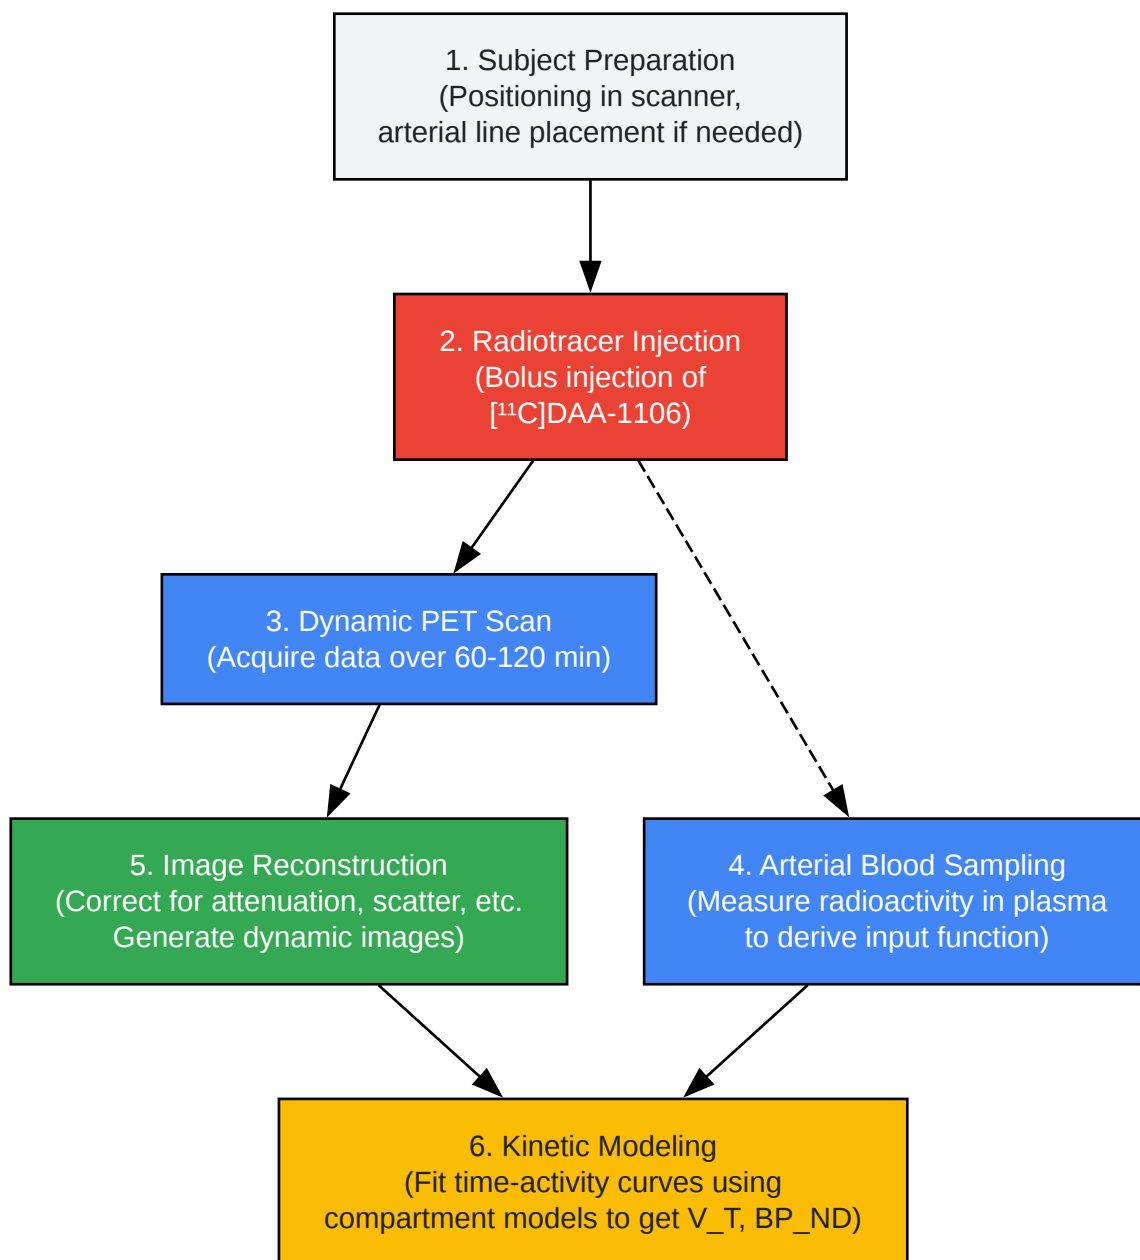 1. Subject Preparation
(Positioning in scanner,
arterial line placement if needed)
2. Radiotracer Injection
(Bolus injection of
[¹¹C]DAA-1106)
3. Dynamic PET Scan
(Acquire data over 60-120 min)
5. Image Reconstruction
(Correct for attenuation, scatter, etc.
Generate dynamic images)
4. Arterial Blood Sampling
(Measure radioactivity in plasma
to derive input function)
6. Kinetic Modeling
(Fit time-activity curves using
compartment models to get V_T, BP_ND)